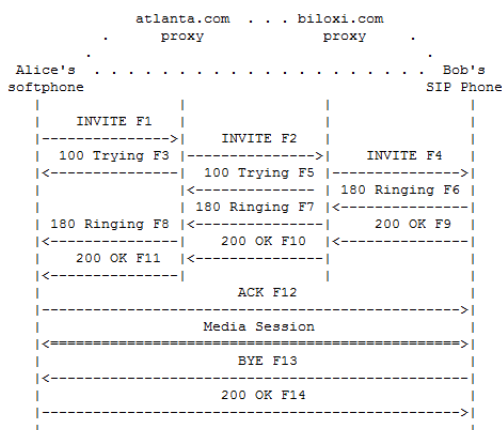 atlanta.com . . . biloxi.com
. proxy proxy .
. .
Alice's . . . . . . . . . . . . . . . . . . . . Bob's
softphone SIP Phone
| | | |
| INVITE F1 | | |
|--------------->| INVITE F2 | |
| 100 Trying F3 |--------------->| INVITE F4 |
|<---------------| 100 Trying F5 |--------------->|
| |<-------------- | 180 Ringing F6 |
| | 180 Ringing F7 |<---------------|
| 180 Ringing F8 |<---------------| 200 OK F9 |
|<---------------| 200 OK F10 |<---------------|
| 200 OK F11 |<---------------| |
|<---------------| | |
| ACK F12 |
|------------------------------------------------->|
| Media Session |
|<================================================>|
| BYE F13 |
|<-------------------------------------------------|
| 200 OK F14 |
|------------------------------------------------->|
| |